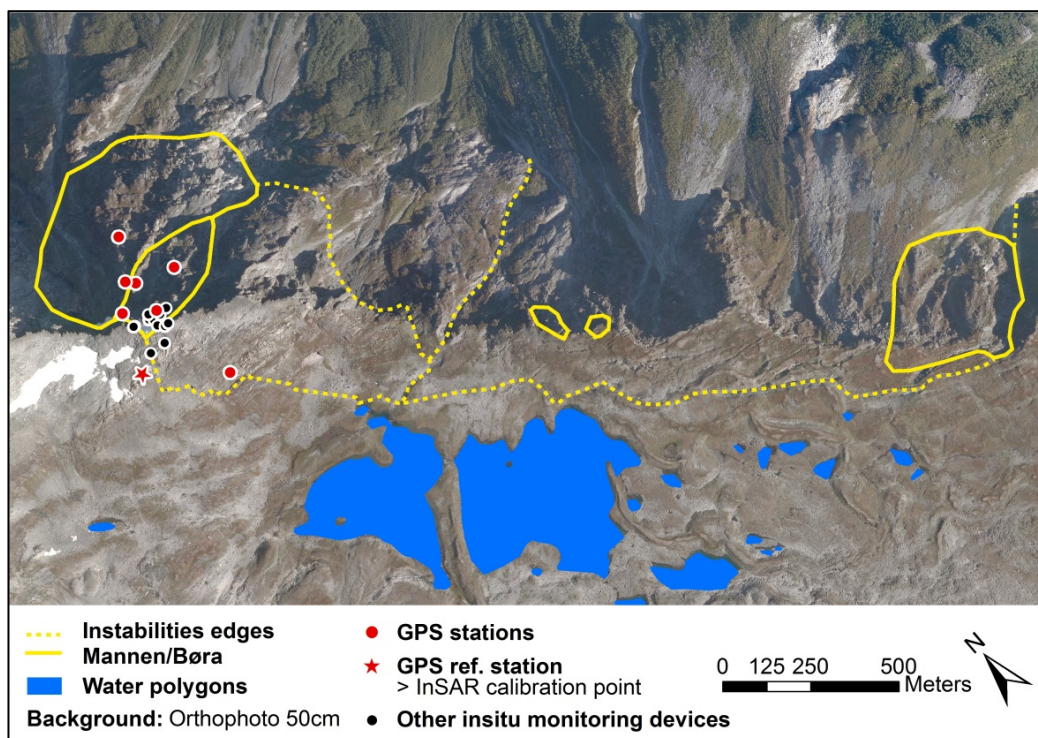 Instabilities edges
Mannen/Børa
Water polygons
Background: Orthophoto 50cm
GPS stations
GPS ref. station
> InSAR calibration point
Other insitu monitoring devices
0 125 250 500
Meters
N